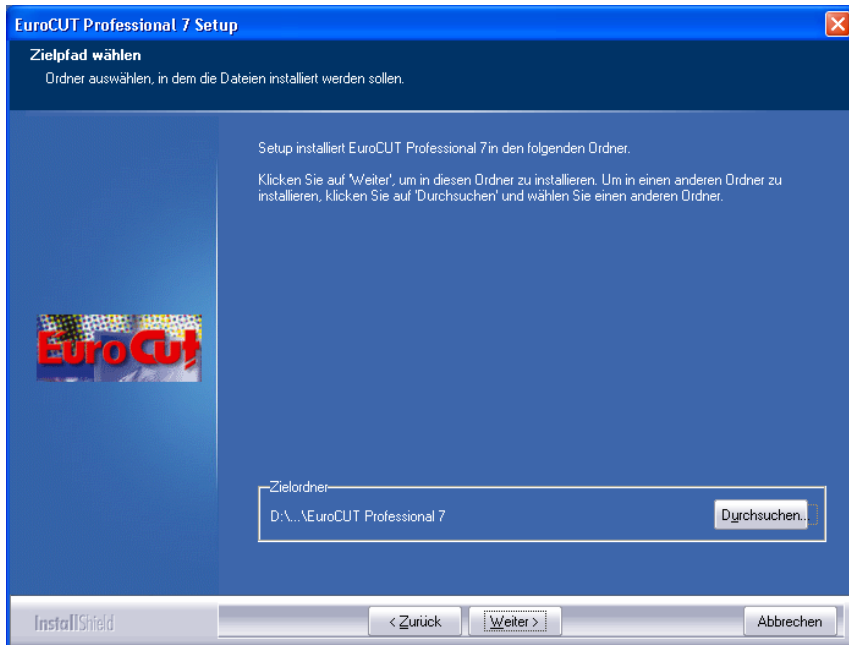 EuroCUT Professional 7 Setup
Zielpfad wählen
Ordner auswählen, in dem die Dateien installiert werden sollen.
Setup installiert EuroCUT Professional 7in den folgenden Ordner.
Klicken Sie auf 'Weiter', um in diesen Ordner zu installieren. Um in einen anderen Ordner zu
installieren, klicken Sie auf 'Durchsuchen' und wählen Sie einen anderen Ordner.
EuroCut
Zielordner
D:\...\EuroCUT Professional 7
Durchsuchen...
InstallShield
< Zurück
Weiter >
Abbrechen